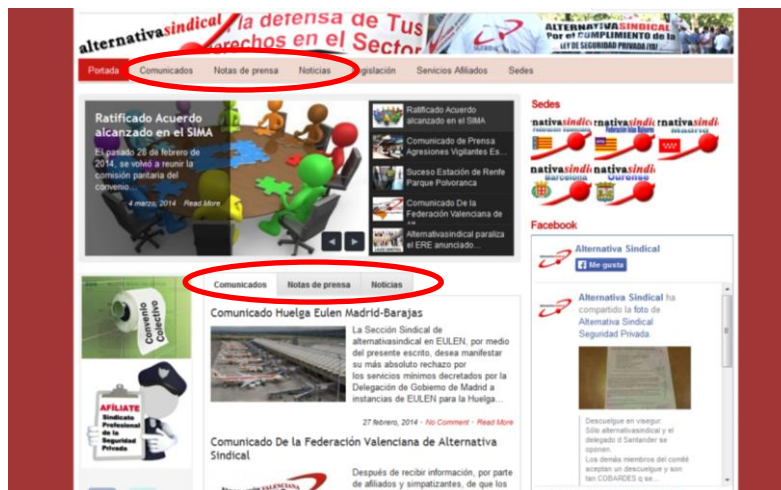 alternativasindical, la defensa de Tus
Derechos en el Sector
ALTERNATIVASINDICAL
Por el CUMPLIMIENTO de la
LEY DE SEGURIDAD PRIVADA ¡YA!
Portada Comunicados Notas de prensa Noticias Legislación Servicios Afiliados Sedes
Ratificado Acuerdo
alcanzado en el SIMA
El pasado 28 de febrero de
2014, se volvió a reunir la
comisión paritaria del
convenio...
4 marzo, 2014 Read More
Ratificado Acuerdo
alcanzado en el SIMA
Comunicado de Prensa
Agresiones Vigilantes Es...
Suceso Estación de Renfe
Parque Polvoranca
Comunicado De la
Federación Valenciana de
Alternativasindical paraliza
el ERE anunciado...
Sedes
Federación Valenciana
Federación Islas Baleares
Madrid
Barcelona
Ourense
Facebook
Alternativa Sindical
Me gusta
Alternativa Sindical ha
compartido la foto de
Alternativa Sindical
Seguridad Privada.
Descuelgue en visegur.
Sólo alternativasindical y el
delegado d Santander se
oponen.
Los demás miembros del comité
aceptan un descuelgue y son
tan COBARDES q se...
Convenio
Colectivo
AFÍLIATE
Sindicato
Profesional
de la
Seguridad
Privada
Comunicados Notas de prensa Noticias
Comunicado Huelga Eulen Madrid-Barajas
La Sección Sindical de
alternativasindical en EULEN, por medio
del presente escrito, desea manifestar
su más absoluto rechazo por
los servicios mínimos decretados por la
Delegación de Gobierno de Madrid a
instancias de EULEN para la Huelga...
27 febrero, 2014 - No Comment - Read More
Comunicado De la Federación Valenciana de Alternativa
Sindical
Después de recibir información, por parte
de afiliados y simpatizantes, de que los